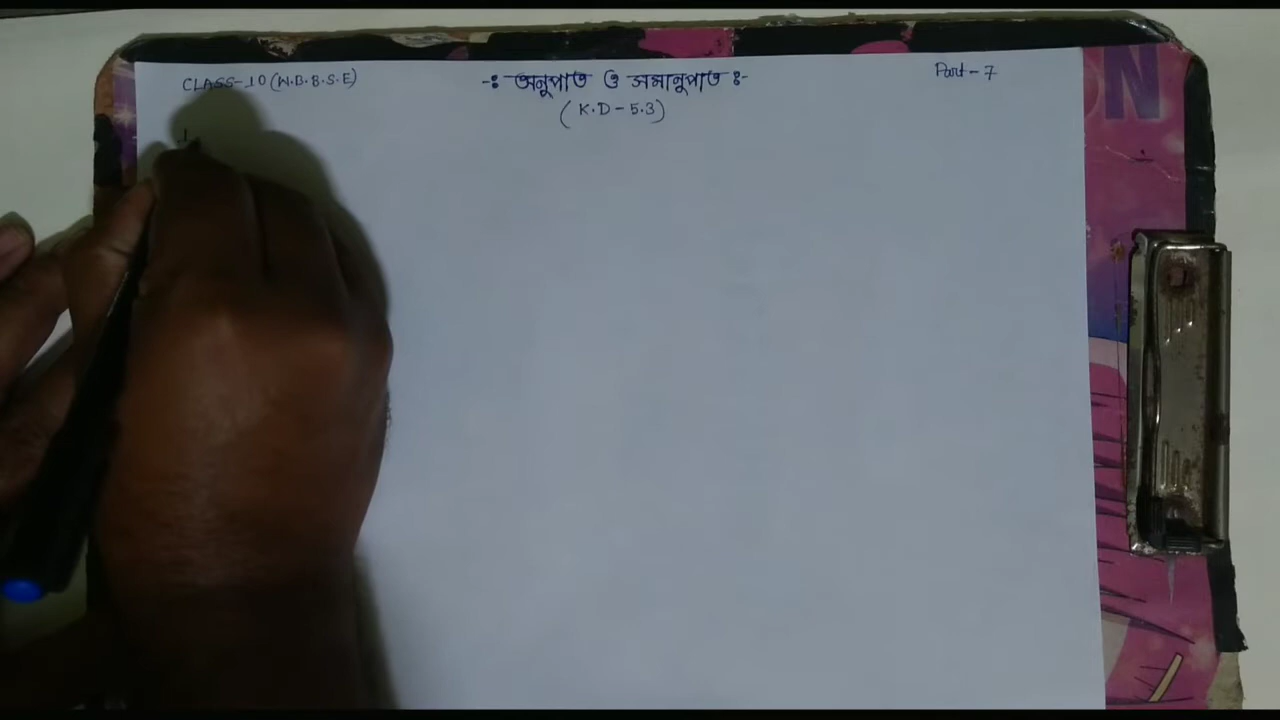 CLASS-10 (W.B.B.S.E) -ঃ অনুপাত ও সমানুপাত ঃ- Part-7
(K.D-5.3)